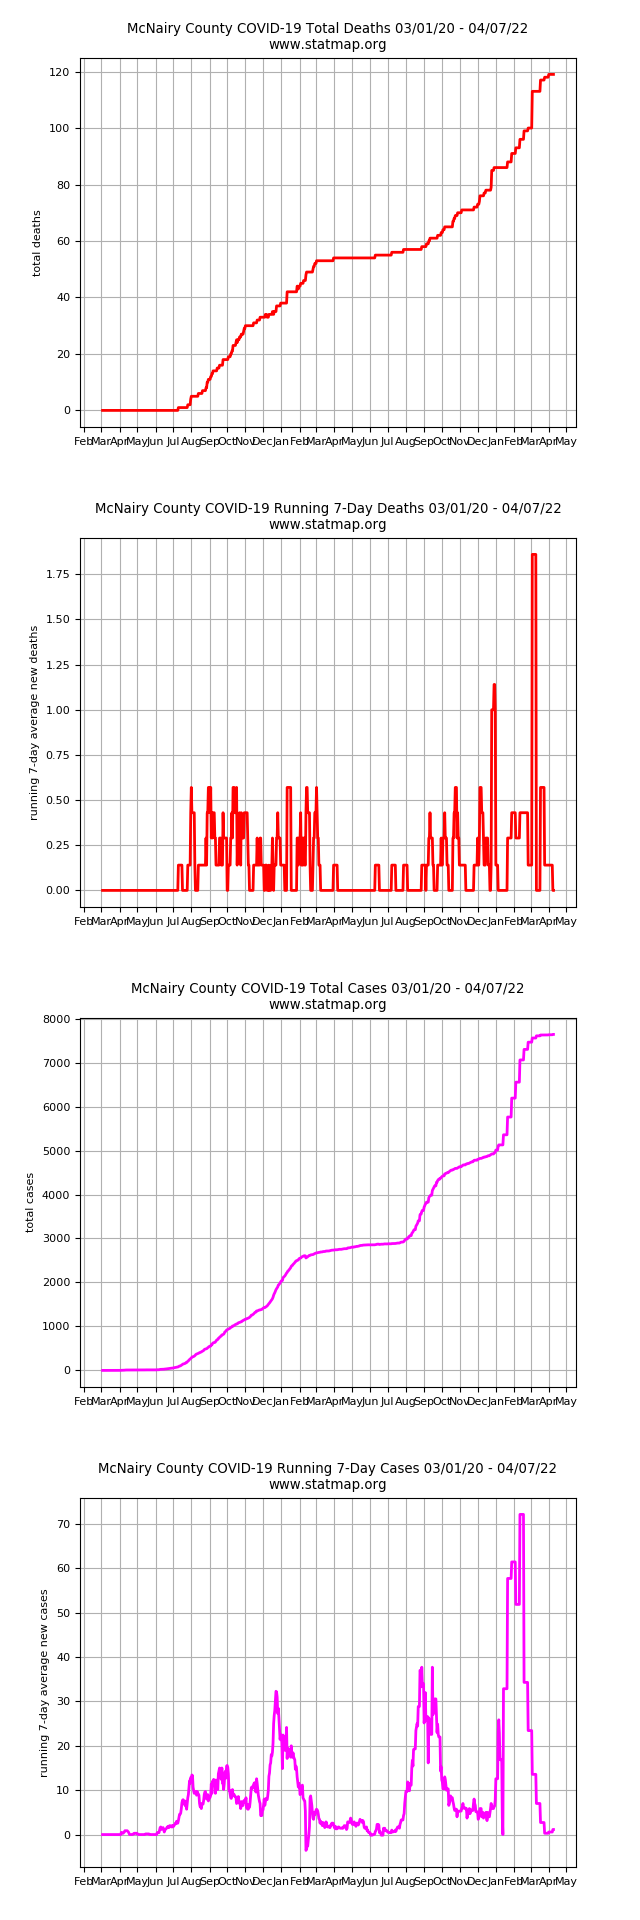 McNairy County COVID-19 Total Deaths 03/01/20 - 04/07/22
www.statmap.org
120
100
80
60
40
20
0
total deaths
Feb Mar Apr May Jun Jul Aug Sep Oct Nov Dec Jan Feb Mar Apr May Jun Jul Aug Sep Oct Nov Dec Jan Feb Mar Apr May
McNairy County COVID-19 Running 7-Day Deaths 03/01/20 - 04/07/22
www.statmap.org
1.75
1.50
1.25
1.00
0.75
0.50
0.25
0.00
running 7-day average new deaths
Feb Mar Apr May Jun Jul Aug Sep Oct Nov Dec Jan Feb Mar Apr May Jun Jul Aug Sep Oct Nov Dec Jan Feb Mar Apr May
McNairy County COVID-19 Total Cases 03/01/20 - 04/07/22
www.statmap.org
8000
7000
6000
5000
4000
3000
2000
1000
0
total cases
Feb Mar Apr May Jun Jul Aug Sep Oct Nov Dec Jan Feb Mar Apr May Jun Jul Aug Sep Oct Nov Dec Jan Feb Mar Apr May
McNairy County COVID-19 Running 7-Day Cases 03/01/20 - 04/07/22
www.statmap.org
70
60
50
40
30
20
10
0
running 7-day average new cases
Feb Mar Apr May Jun Jul Aug Sep Oct Nov Dec Jan Feb Mar Apr May Jun Jul Aug Sep Oct Nov Dec Jan Feb Mar Apr May